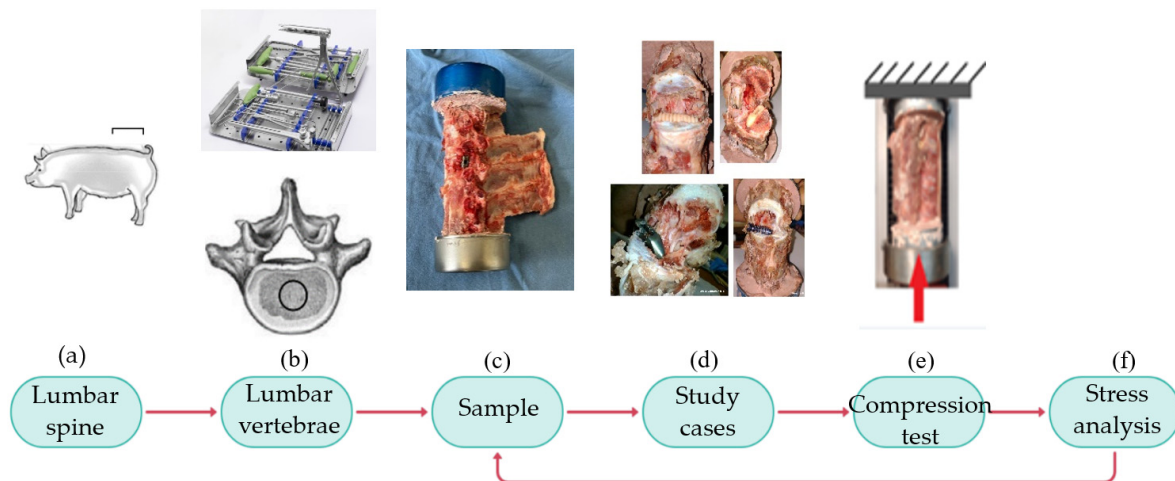 (a)
(b)
(c)
(d)
(e)
(f)
Lumbar
spine
Lumbar
vertebrae
Sample
Study
cases
Compression
test
Stress
analysis